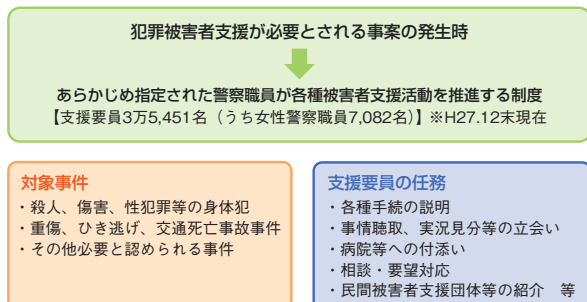 犯罪被害者支援が必要とされる事案の発生時
あらかじめ指定された警察職員が各種被害者支援活動を推進する制度
【支援要員3万5,451名（うち女性警察職員7,082名）】※H27.12末現在
対象事件
・殺人、傷害、性犯罪等の身体犯
・重傷、ひき逃げ、交通死亡事故事件
・その他必要と認められる事件
支援要員の任務
・各種手続の説明
・事情聴取、実況見分等の立会い
・病院等への付添い
・相談・要望対応
・民間被害者支援団体等の紹介　等